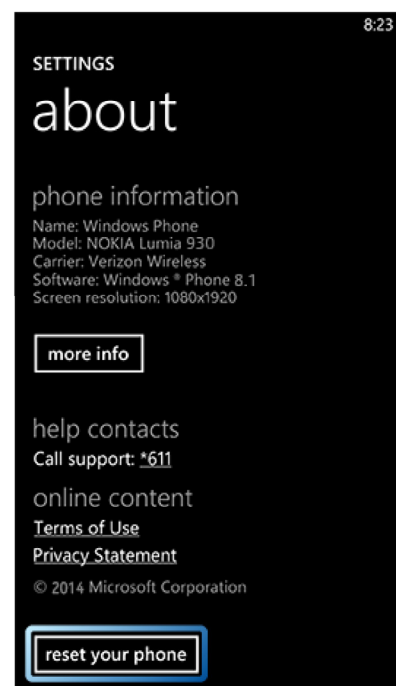 8:23
SETTINGS
about
phone information
Name: Windows Phone
Model: NOKIA Lumia 930
Carrier: Verizon Wireless
Software: Windows ® Phone 8.1
Screen resolution: 1080x1920
more info
help contacts
Call support: *611
online content
Terms of Use
Privacy Statement
© 2014 Microsoft Corporation
reset your phone